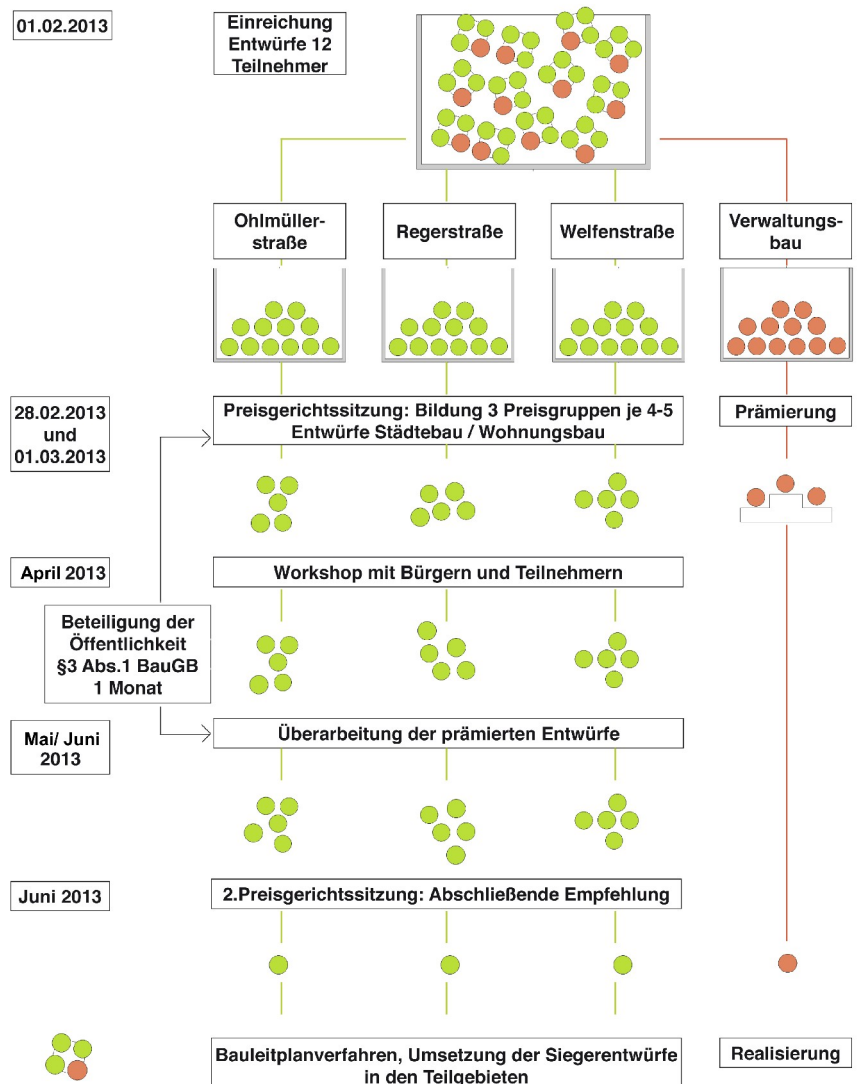 01.02.2013
Einreichung
Entwürfe 12
Teilnehmer
Ohlmüller-
straße
Regerstraße
Welfenstraße
Verwaltungs-
bau
28.02.2013
und
01.03.2013
Preisgerichtssitzung: Bildung 3 Preisgruppen je 4-5
Entwürfe Städtebau / Wohnungsbau
Prämierung
April 2013
Workshop mit Bürgern und Teilnehmern
Beteiligung der
Öffentlichkeit
§3 Abs.1 BauGB
1 Monat
Mai/ Juni
2013
Überarbeitung der prämierten Entwürfe
Juni 2013
2.Preisgerichtssitzung: Abschließende Empfehlung
Bauleitplanverfahren, Umsetzung der Siegerentwürfe
in den Teilgebieten
Realisierung